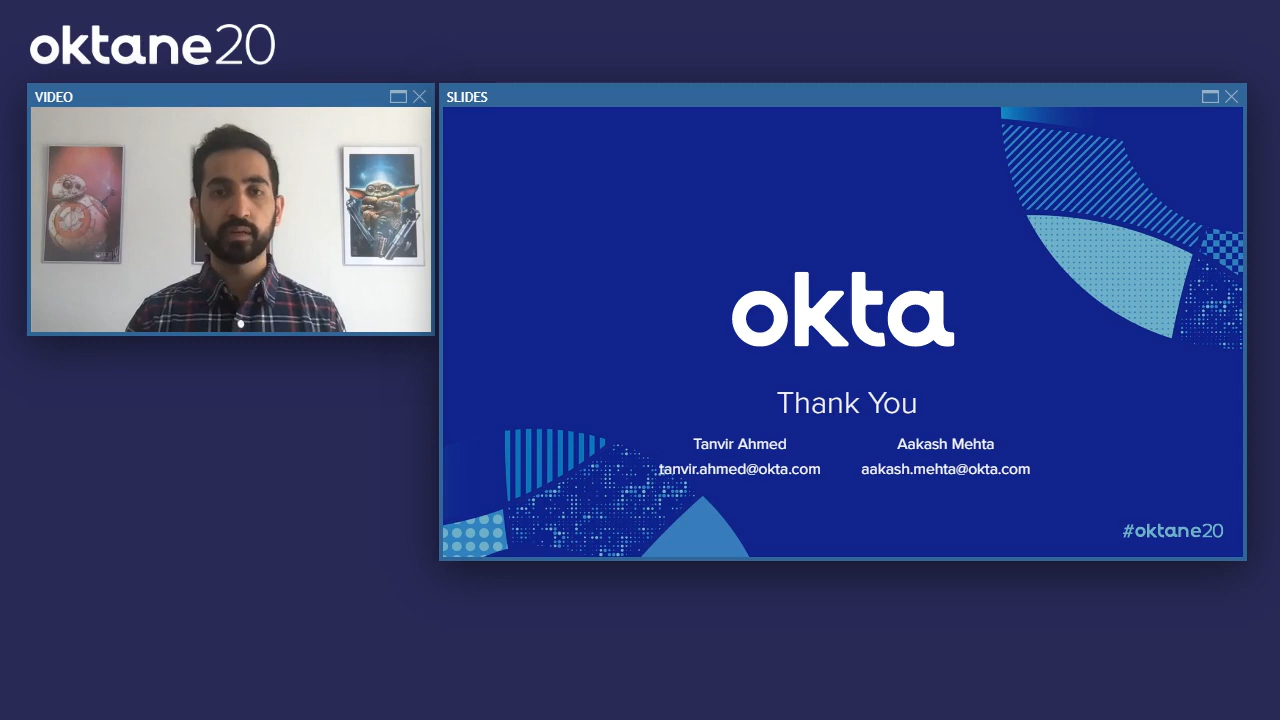 oktane20
VIDEO
SLIDES
okta
Thank You
Tanvir Ahmed
Aakash Mehta
tanvir.ahmed@okta.com
aakash.mehta@okta.com
#oktane20